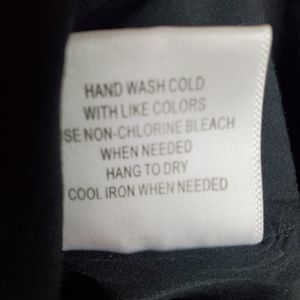 HAND WASH COLD
WITH LIKE COLORS
SE NON-CHLORINE BLEACH
WHEN NEEDED
HANG TO DRY
COOL IRON WHEN NEEDED